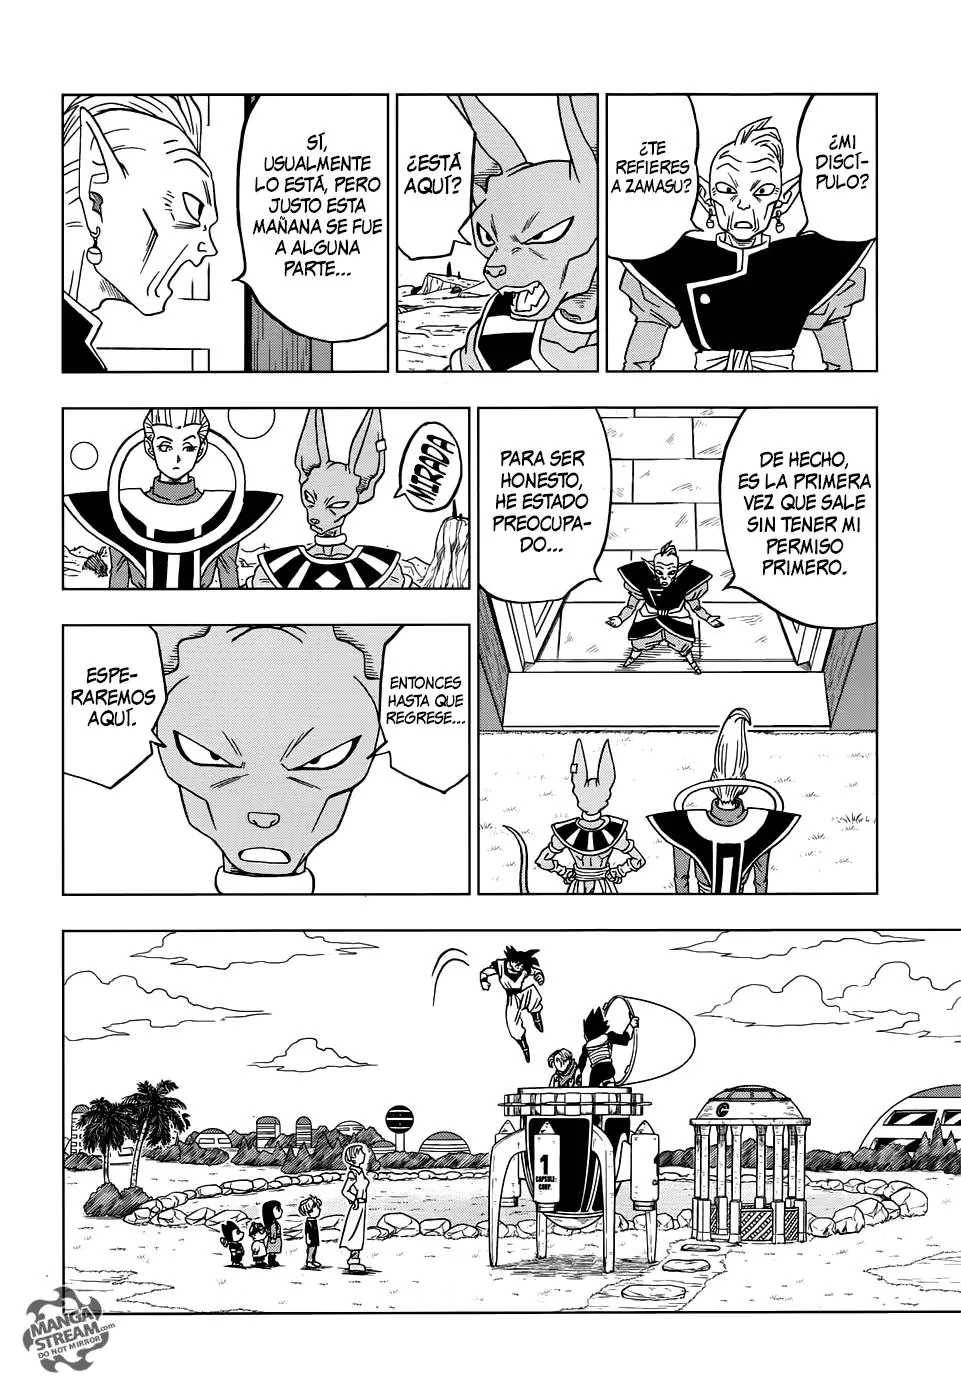 ¿MI
DISCÍ-
PULO?
¿TE
REFIERES
A ZAMASU?
¿ESTÁ
AQUÍ?
SÍ,
USUALMENTE
LO ESTÁ, PERO
JUSTO ESTA
MAÑANA SE FUE
A ALGUNA
PARTE...
DE HECHO,
ES LA PRIMERA
VEZ QUE SALE
SIN TENER MI
PERMISO
PRIMERO.
PARA SER
HONESTO,
HE ESTADO
PREOCUPA-
DO...
MIRADA
ENTONCES
HASTA QUE
REGRESE...
ESPE-
RAREMOS
AQUÍ.
1
CAPSULE
CORP.
MANGA
STREAM.com
DO NOT MIRROR